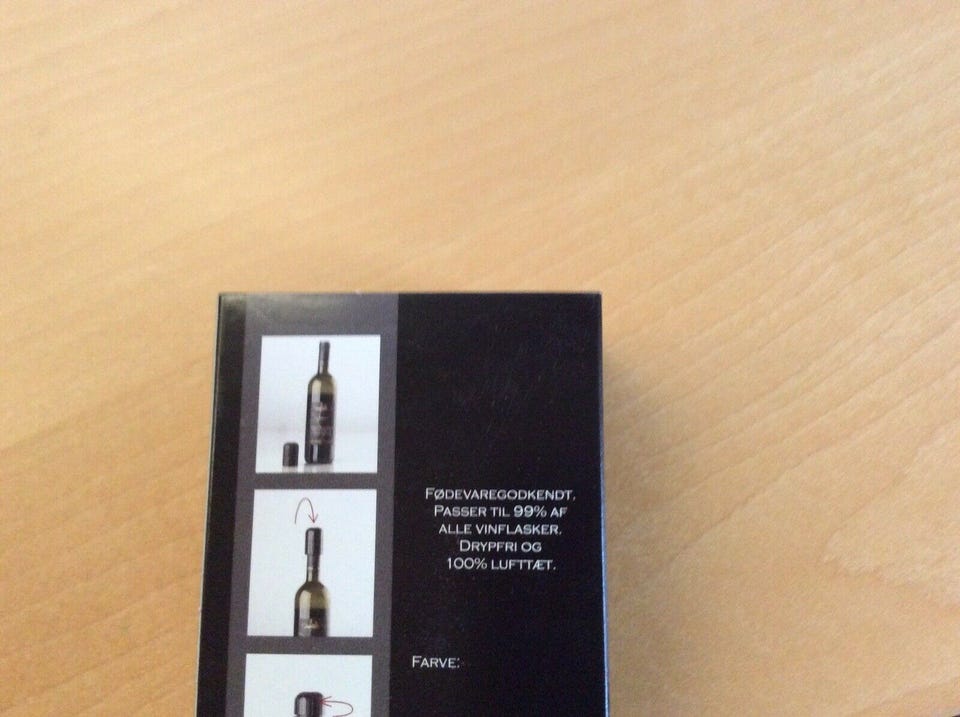 FØDEVAREGODKENDT.
PASSER TIL 99% AF
ALLE VINFLASKER.
DRYPFRI OG
100% LUFTTÆT.
FARVE: